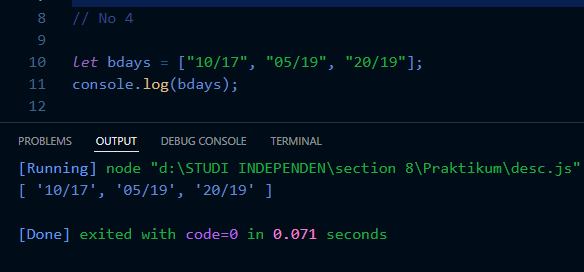 8 // No 4
9
10 let bdays = ["10/17", "05/19", "20/19"];
11 console.log(bdays);
12
PROBLEMS OUTPUT DEBUG CONSOLE TERMINAL
[Running] node "d:\STUDI INDEPENDEN\section 8\Praktikum\desc.js"
[ '10/17', '05/19', '20/19' ]
[Done] exited with code=0 in 0.071 seconds